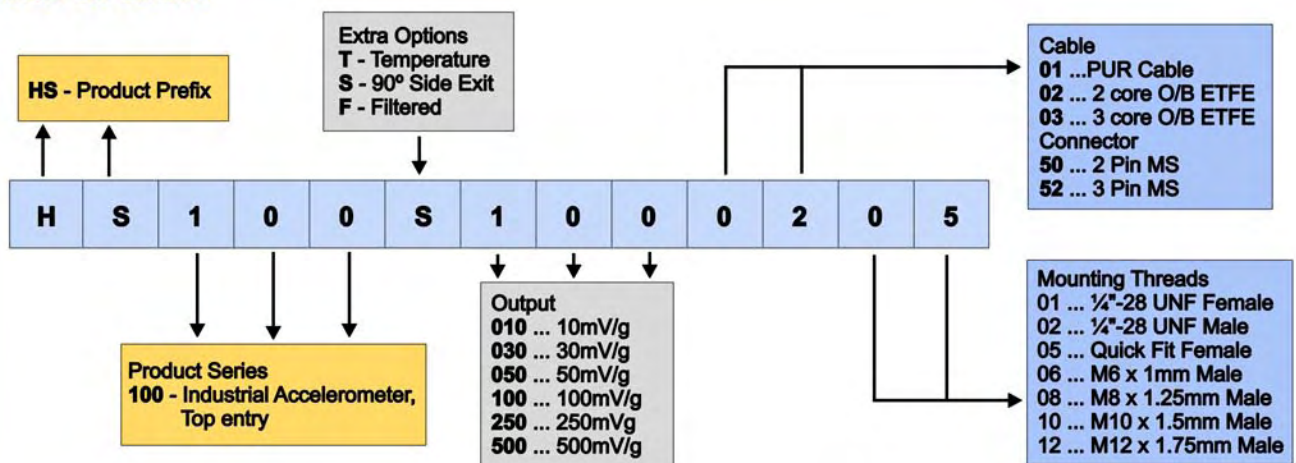 HS - Product Prefix
Extra Options
T - Temperature
S - 90º Side Exit
F - Filtered
Cable
01 ...PUR Cable
02 ... 2 core O/B ETFE
03 ... 3 core O/B ETFE
Connector
50 ... 2 Pin MS
52 ... 3 Pin MS
H S 1 0 0 S 1 0 0 0 2 0 5
Product Series
100 - Industrial Accelerometer,
Top entry
Output
010 ... 10mV/g
030 ... 30mV/g
050 ... 50mV/g
100 ... 100mV/g
250 ... 250mVg
500 ... 500mV/g
Mounting Threads
01 ... ¼"-28 UNF Female
02 ... ¼"-28 UNF Male
05 ... Quick Fit Female
06 ... M6 x 1mm Male
08 ... M8 x 1.25mm Male
10 ... M10 x 1.5mm Male
12 ... M12 x 1.75mm Male